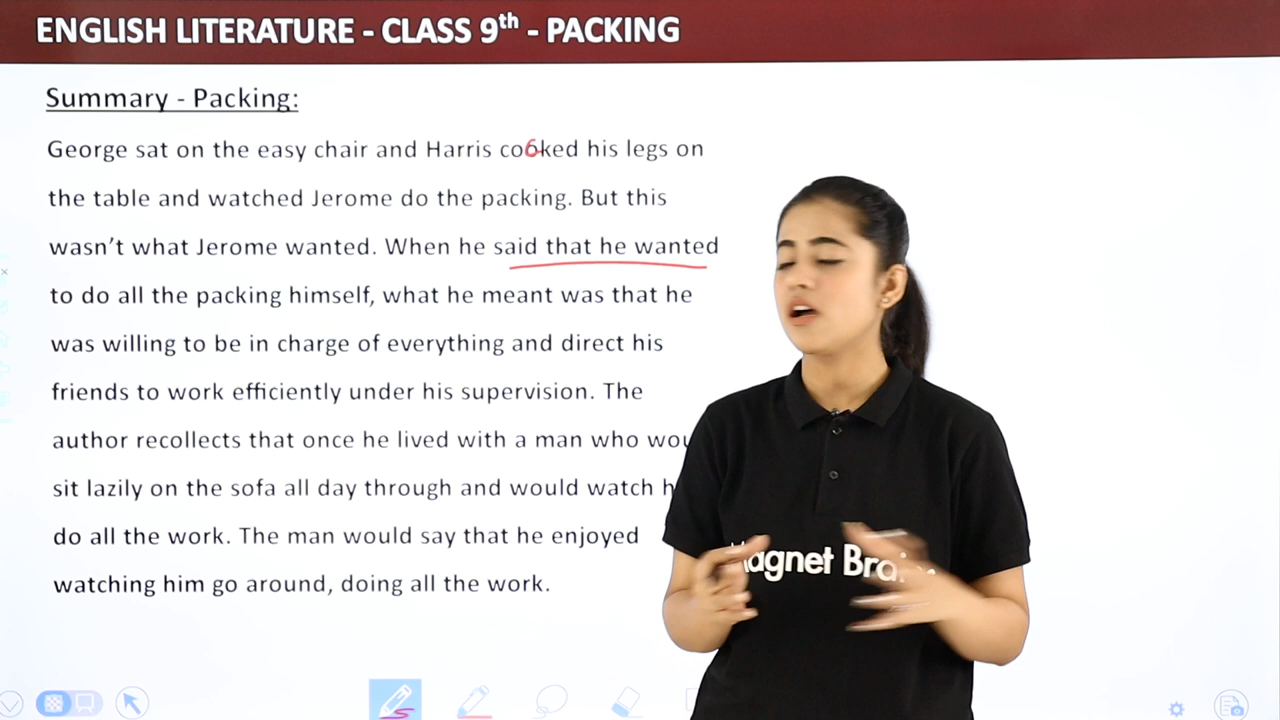 ENGLISH LITERATURE - CLASS 9th - PACKING
Summary - Packing:
George sat on the easy chair and Harris cooked his legs on
the table and watched Jerome do the packing. But this
wasn't what Jerome wanted. When he said that he wanted
to do all the packing himself, what he meant was that he
was willing to be in charge of everything and direct his
friends to work efficiently under his supervision. The
author recollects that once he lived with a man who
sit lazily on the sofa all day through and would watch
do all the work. The man would say that he enjoyed
watching him go around, doing all the work.
Magnet